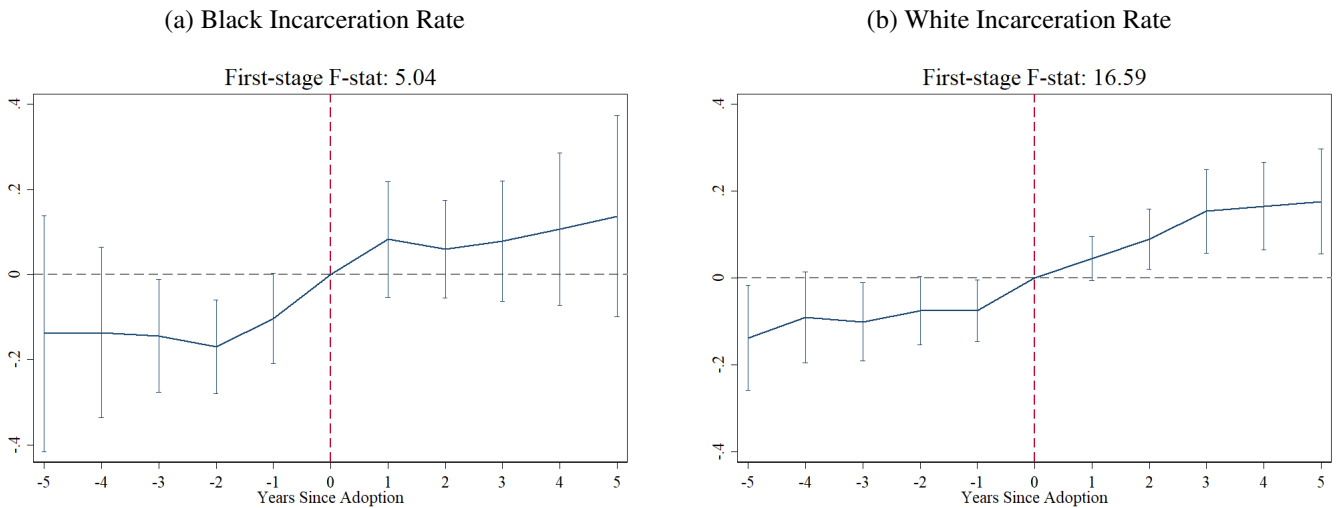 (a) Black Incarceration Rate
First-stage F-stat: 5.04
.4
.2
0
-.2
-.4
-5 -4 -3 -2 -1 0 1 2 3 4 5
Years Since Adoption
(b) White Incarceration Rate
First-stage F-stat: 16.59
.4
.2
0
-.2
-.4
-5 -4 -3 -2 -1 0 1 2 3 4 5
Years Since Adoption